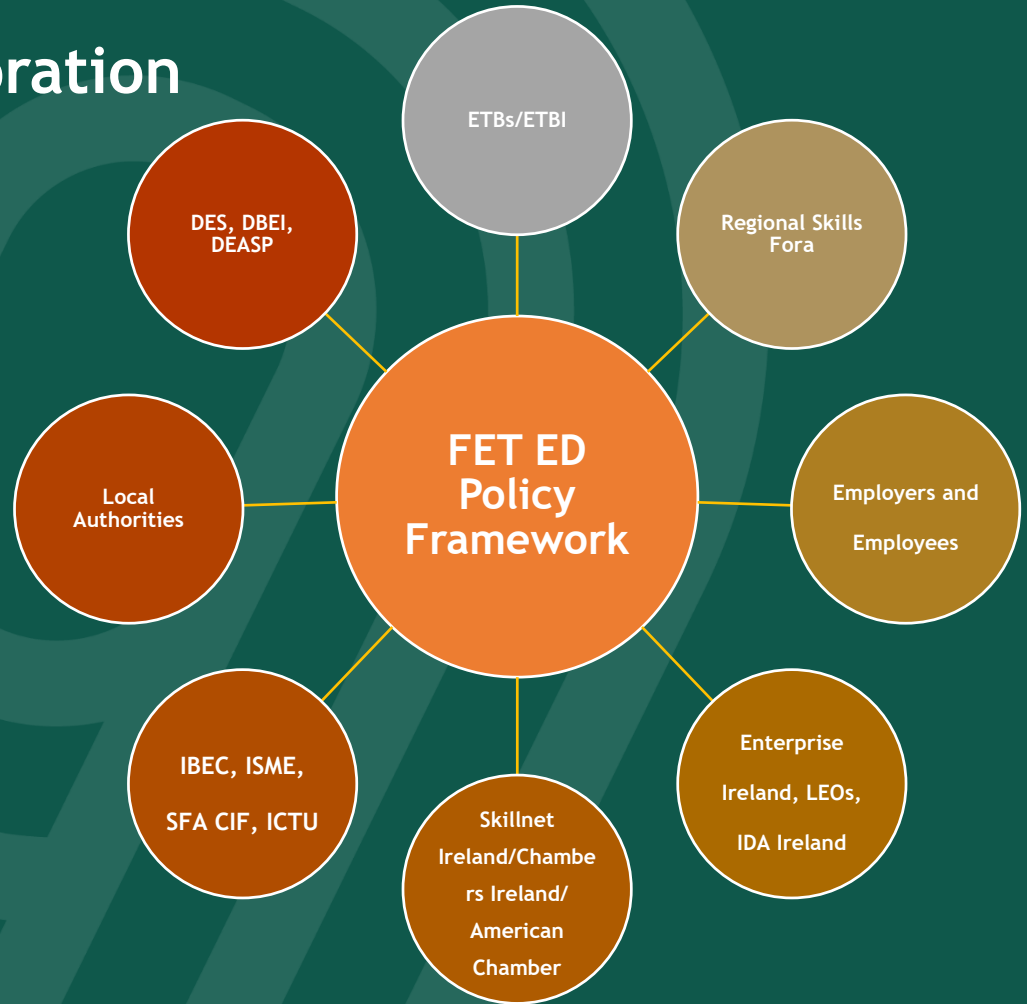 oration
ETBs/ETBI
DES, DBEI,
DEASP
Regional Skills
Fora
FET ED
Policy
Framework
Local
Authorities
Employers and
Employees
IBEC, ISME,
SFA CIF, ICTU
Enterprise
Ireland, LEOs,
IDA Ireland
Skillnet
Ireland/Chambe
rs Ireland/
American
Chamber